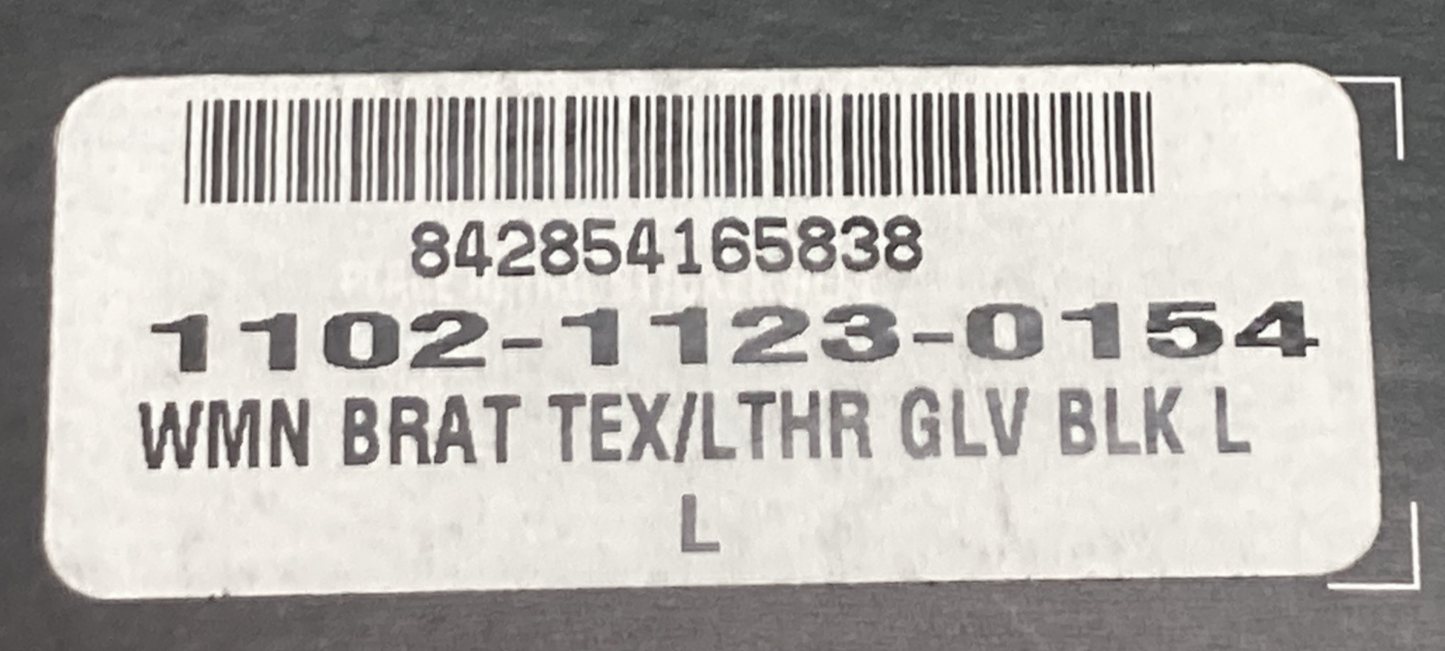 842854165838
1102-1123-0154
WMN BRAT TEX/LTHR GLV BLK L
L